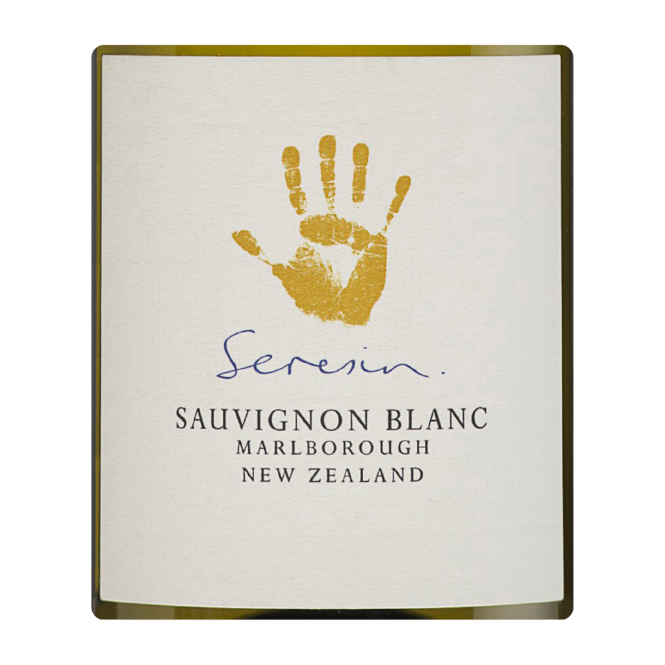 Seresin.
SAUVIGNON BLANC
MARLBOROUGH
NEW ZEALAND